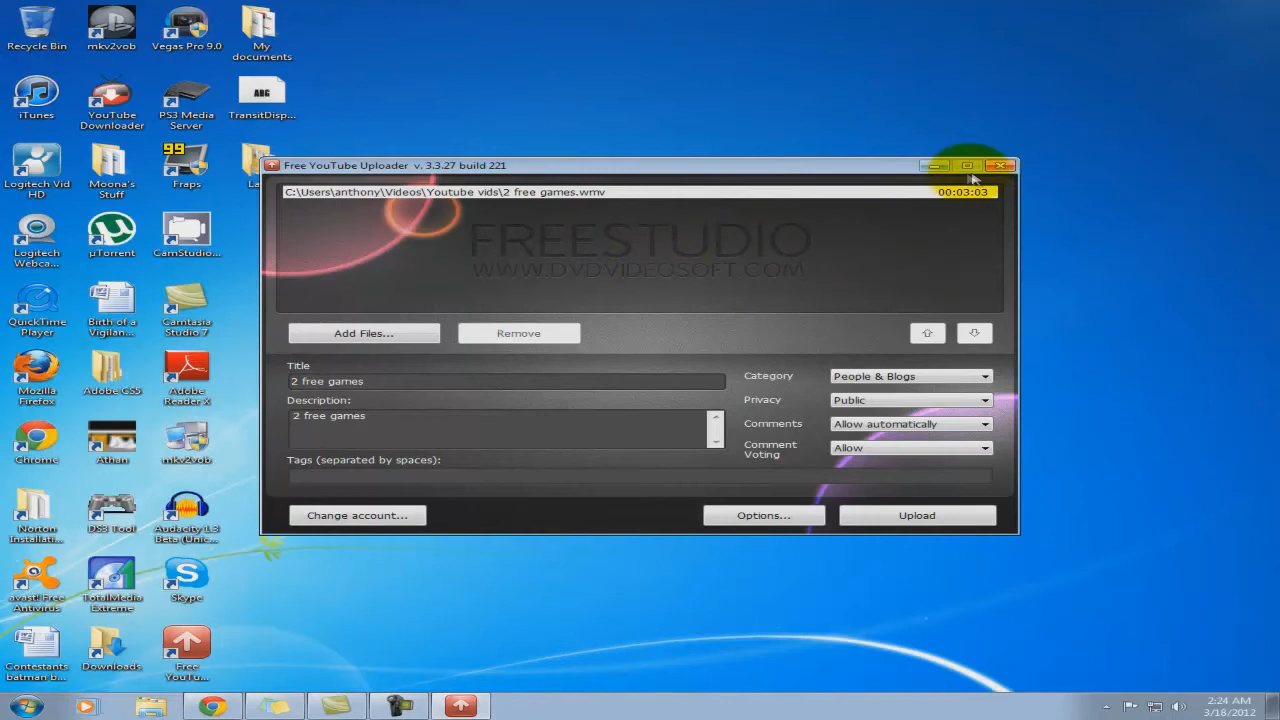 Recycle Bin
mkv2vob
Vegas Pro 9.0
My documents
iTunes
YouTube Downloader
PS3 Media Server
ABG
TransitDisp...
Logitech Vid HD
Moona's Stuff
99
Fraps
La
Logitech Webca...
µTorrent
CamStudio...
QuickTime Player
Birth of a Vigilan...
Camtasia Studio 7
Mozilla Firefox
Adobe CS5
Adobe Reader X
Chrome
Athan
mkv2vob
Norton Installati...
DS3 Tool
Audacity 1.3 Beta (Unic...
avast! Free Antivirus
TotalMedia Extreme
Skype
Contestants batman b...
Downloads
Free YouTu...
Free YouTube Uploader v. 3.3.27 build 221
C:\Users\anthony\Videos\Youtube vids\2 free games.wmv 00:03:03
FREESTUDIO
WWW.DVDVIDEOSOFT.COM
Add Files...
Remove
Title
2 free games
Description:
2 free games
Tags (separated by spaces):
Category People & Blogs
Privacy Public
Comments Allow automatically
Comment Voting Allow
Change account...
Options...
Upload
2:24 AM
3/18/2012